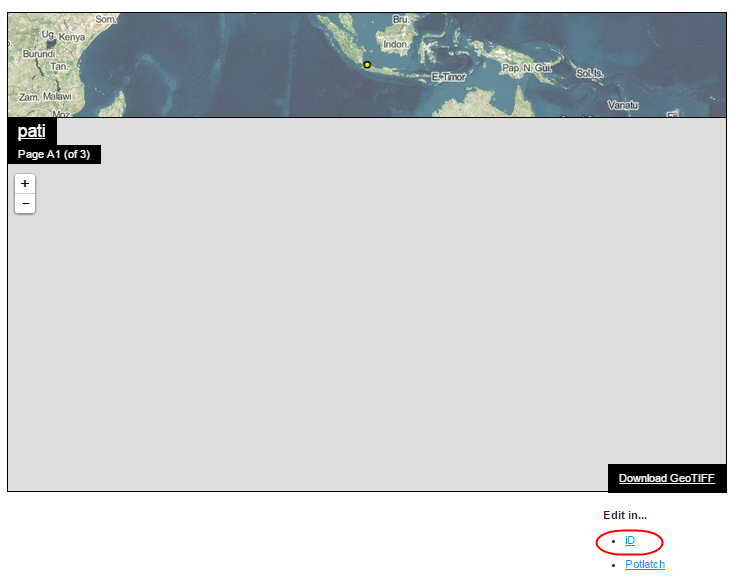 Som.
Bru.
Ug.
Kenya
Indon.
Burundi
Tan.
E. Timor
Pap. N. Gui.
Sol. Is.
Zam.
Malawi
Vanatu
Moz.
pati
Page A1 (of 3)
+
−
Download GeoTIFF
Edit in...
iD
Potlatch